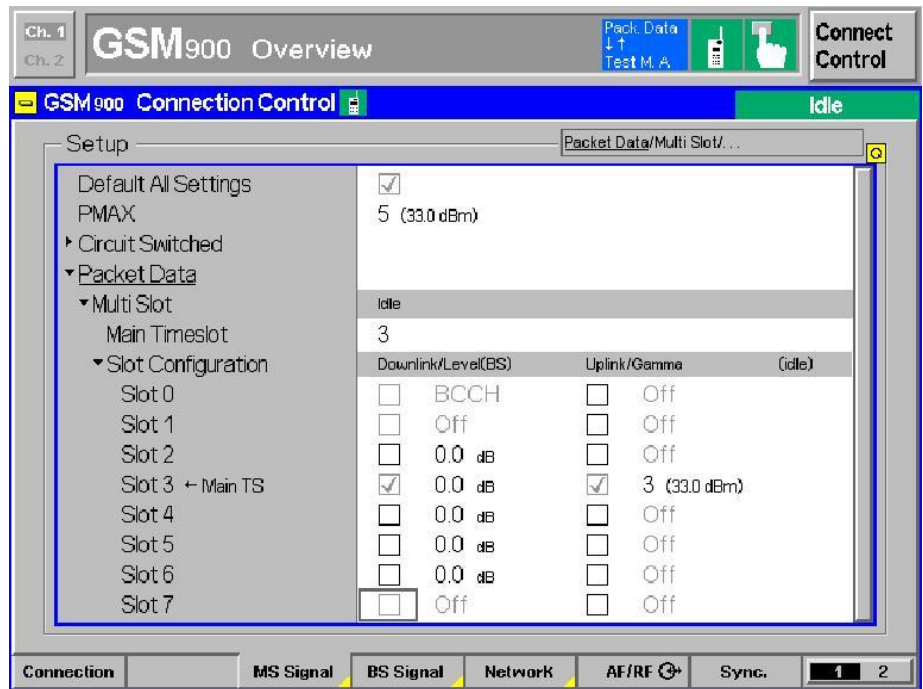 Ch. 1
Ch. 2
GSM900 Overview
Pack. Data
↓↑
Test M. A.
Connect
Control
GSM 900 Connection Control
Idle
Setup
Packet Data/Multi Slot/. . .
Q
Default All Settings
PMAX 5 (33.0 dBm)
Circuit Switched
Packet Data
Multi Slot Idle
Main Timeslot 3
Slot Configuration Downlink/Level(BS) Uplink/Gamma (idle)
Slot 0 BCCH Off
Slot 1 Off Off
Slot 2 0.0 dB Off
Slot 3 ← Main TS 0.0 dB 3 (33.0 dBm)
Slot 4 0.0 dB Off
Slot 5 0.0 dB Off
Slot 6 0.0 dB Off
Slot 7 Off Off
Connection MS Signal BS Signal Network AF/RF Sync. 1 2